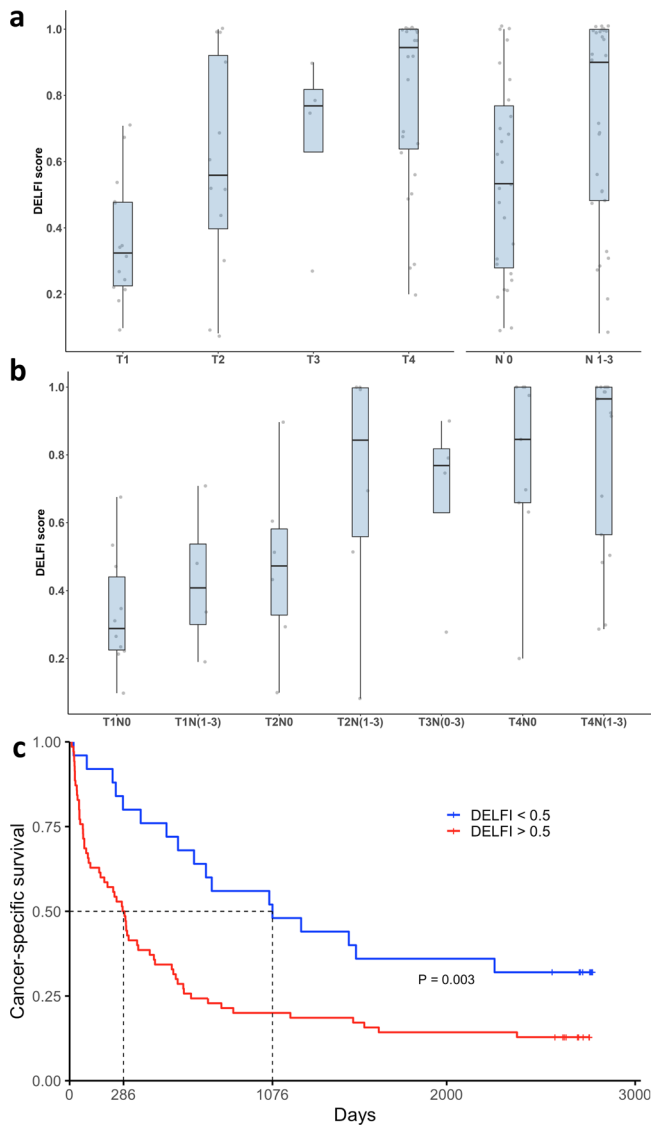 a
1.0
0.8
0.6
0.4
0.2
DELFI score
T1 T2 T3 T4 N 0 N 1-3
b
1.0
0.8
0.6
0.4
0.2
DELFI score
T1N0 T1N(1-3) T2N0 T2N(1-3) T3N(0-3) T4N0 T4N(1-3)
c
1.00
0.75
0.50
0.25
0.00
Cancer-specific survival
DELFI < 0.5
DELFI > 0.5
P = 0.003
0 286 1076 2000 3000
Days